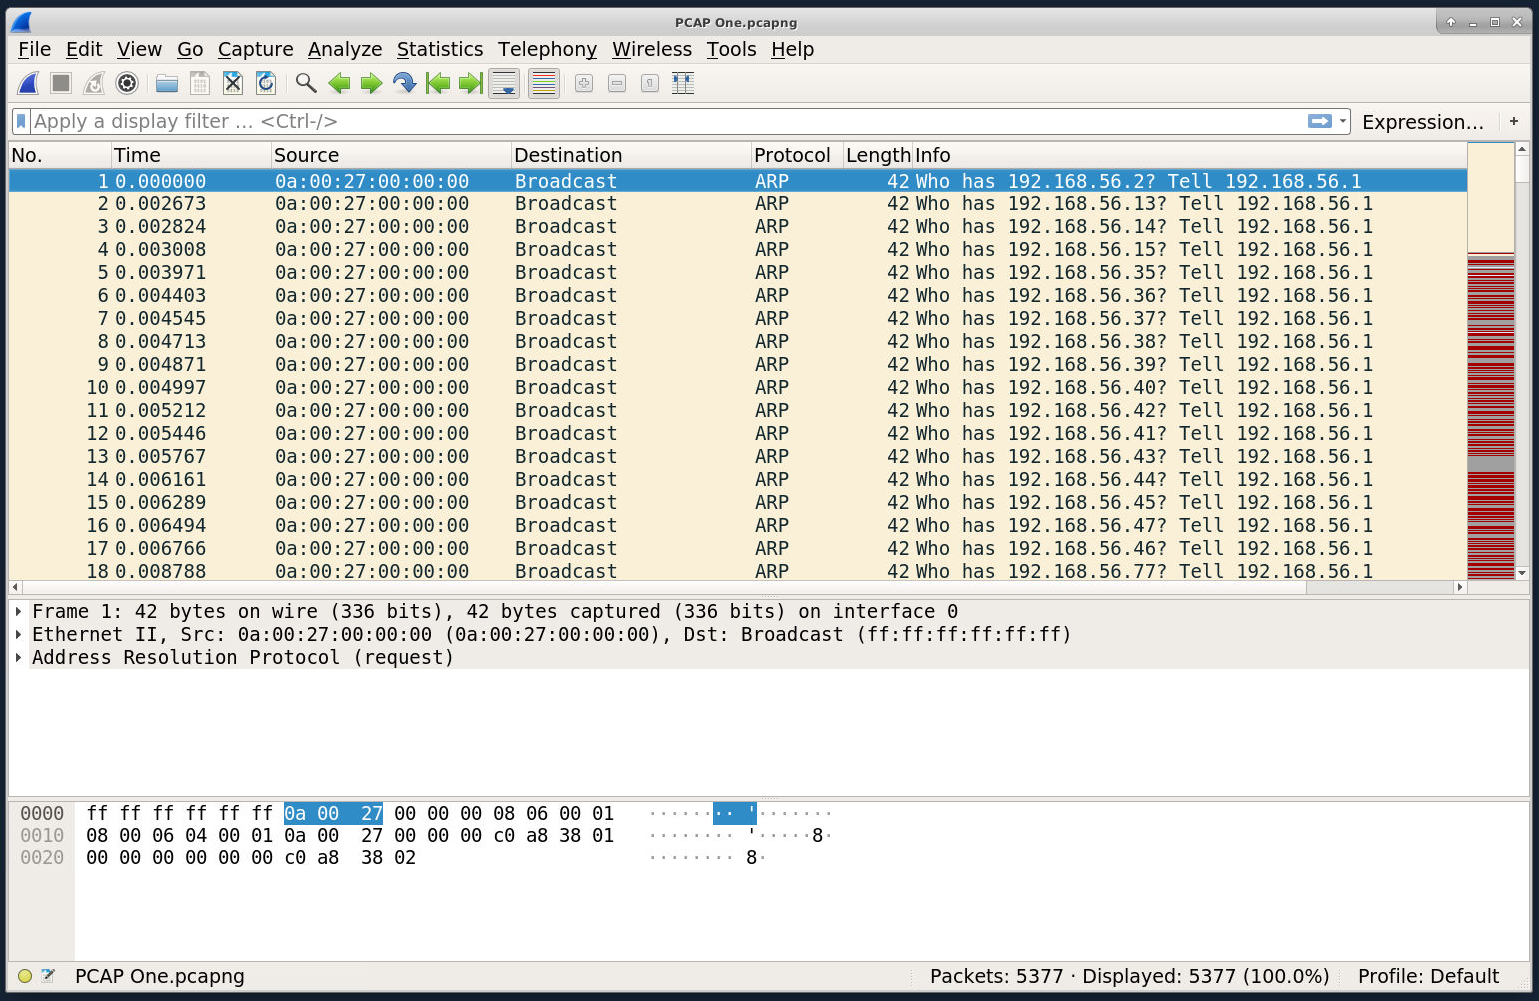 PCAP One.pcapng
File Edit View Go Capture Analyze Statistics Telephony Wireless Tools Help
Apply a display filter … <Ctrl-/> Expression… +
No. Time Source Destination Protocol Length Info
1 0.000000 0a:00:27:00:00:00 Broadcast ARP 42 Who has 192.168.56.2? Tell 192.168.56.1
2 0.002673 0a:00:27:00:00:00 Broadcast ARP 42 Who has 192.168.56.13? Tell 192.168.56.1
3 0.002824 0a:00:27:00:00:00 Broadcast ARP 42 Who has 192.168.56.14? Tell 192.168.56.1
4 0.003008 0a:00:27:00:00:00 Broadcast ARP 42 Who has 192.168.56.15? Tell 192.168.56.1
5 0.003971 0a:00:27:00:00:00 Broadcast ARP 42 Who has 192.168.56.35? Tell 192.168.56.1
6 0.004403 0a:00:27:00:00:00 Broadcast ARP 42 Who has 192.168.56.36? Tell 192.168.56.1
7 0.004545 0a:00:27:00:00:00 Broadcast ARP 42 Who has 192.168.56.37? Tell 192.168.56.1
8 0.004713 0a:00:27:00:00:00 Broadcast ARP 42 Who has 192.168.56.38? Tell 192.168.56.1
9 0.004871 0a:00:27:00:00:00 Broadcast ARP 42 Who has 192.168.56.39? Tell 192.168.56.1
10 0.004997 0a:00:27:00:00:00 Broadcast ARP 42 Who has 192.168.56.40? Tell 192.168.56.1
11 0.005212 0a:00:27:00:00:00 Broadcast ARP 42 Who has 192.168.56.42? Tell 192.168.56.1
12 0.005446 0a:00:27:00:00:00 Broadcast ARP 42 Who has 192.168.56.41? Tell 192.168.56.1
13 0.005767 0a:00:27:00:00:00 Broadcast ARP 42 Who has 192.168.56.43? Tell 192.168.56.1
14 0.006161 0a:00:27:00:00:00 Broadcast ARP 42 Who has 192.168.56.44? Tell 192.168.56.1
15 0.006289 0a:00:27:00:00:00 Broadcast ARP 42 Who has 192.168.56.45? Tell 192.168.56.1
16 0.006494 0a:00:27:00:00:00 Broadcast ARP 42 Who has 192.168.56.47? Tell 192.168.56.1
17 0.006766 0a:00:27:00:00:00 Broadcast ARP 42 Who has 192.168.56.46? Tell 192.168.56.1
18 0.008788 0a:00:27:00:00:00 Broadcast ARP 42 Who has 192.168.56.77? Tell 192.168.56.1
Frame 1: 42 bytes on wire (336 bits), 42 bytes captured (336 bits) on interface 0
Ethernet II, Src: 0a:00:27:00:00:00 (0a:00:27:00:00:00), Dst: Broadcast (ff:ff:ff:ff:ff:ff)
Address Resolution Protocol (request)
0000 ff ff ff ff ff ff 0a 00 27 00 00 00 08 06 00 01 ········ '·······
0010 08 00 06 04 00 01 0a 00 27 00 00 00 c0 a8 38 01 ········ '·····8·
0020 00 00 00 00 00 00 c0 a8 38 02 ········ 8·
PCAP One.pcapng Packets: 5377 · Displayed: 5377 (100.0%) Profile: Default